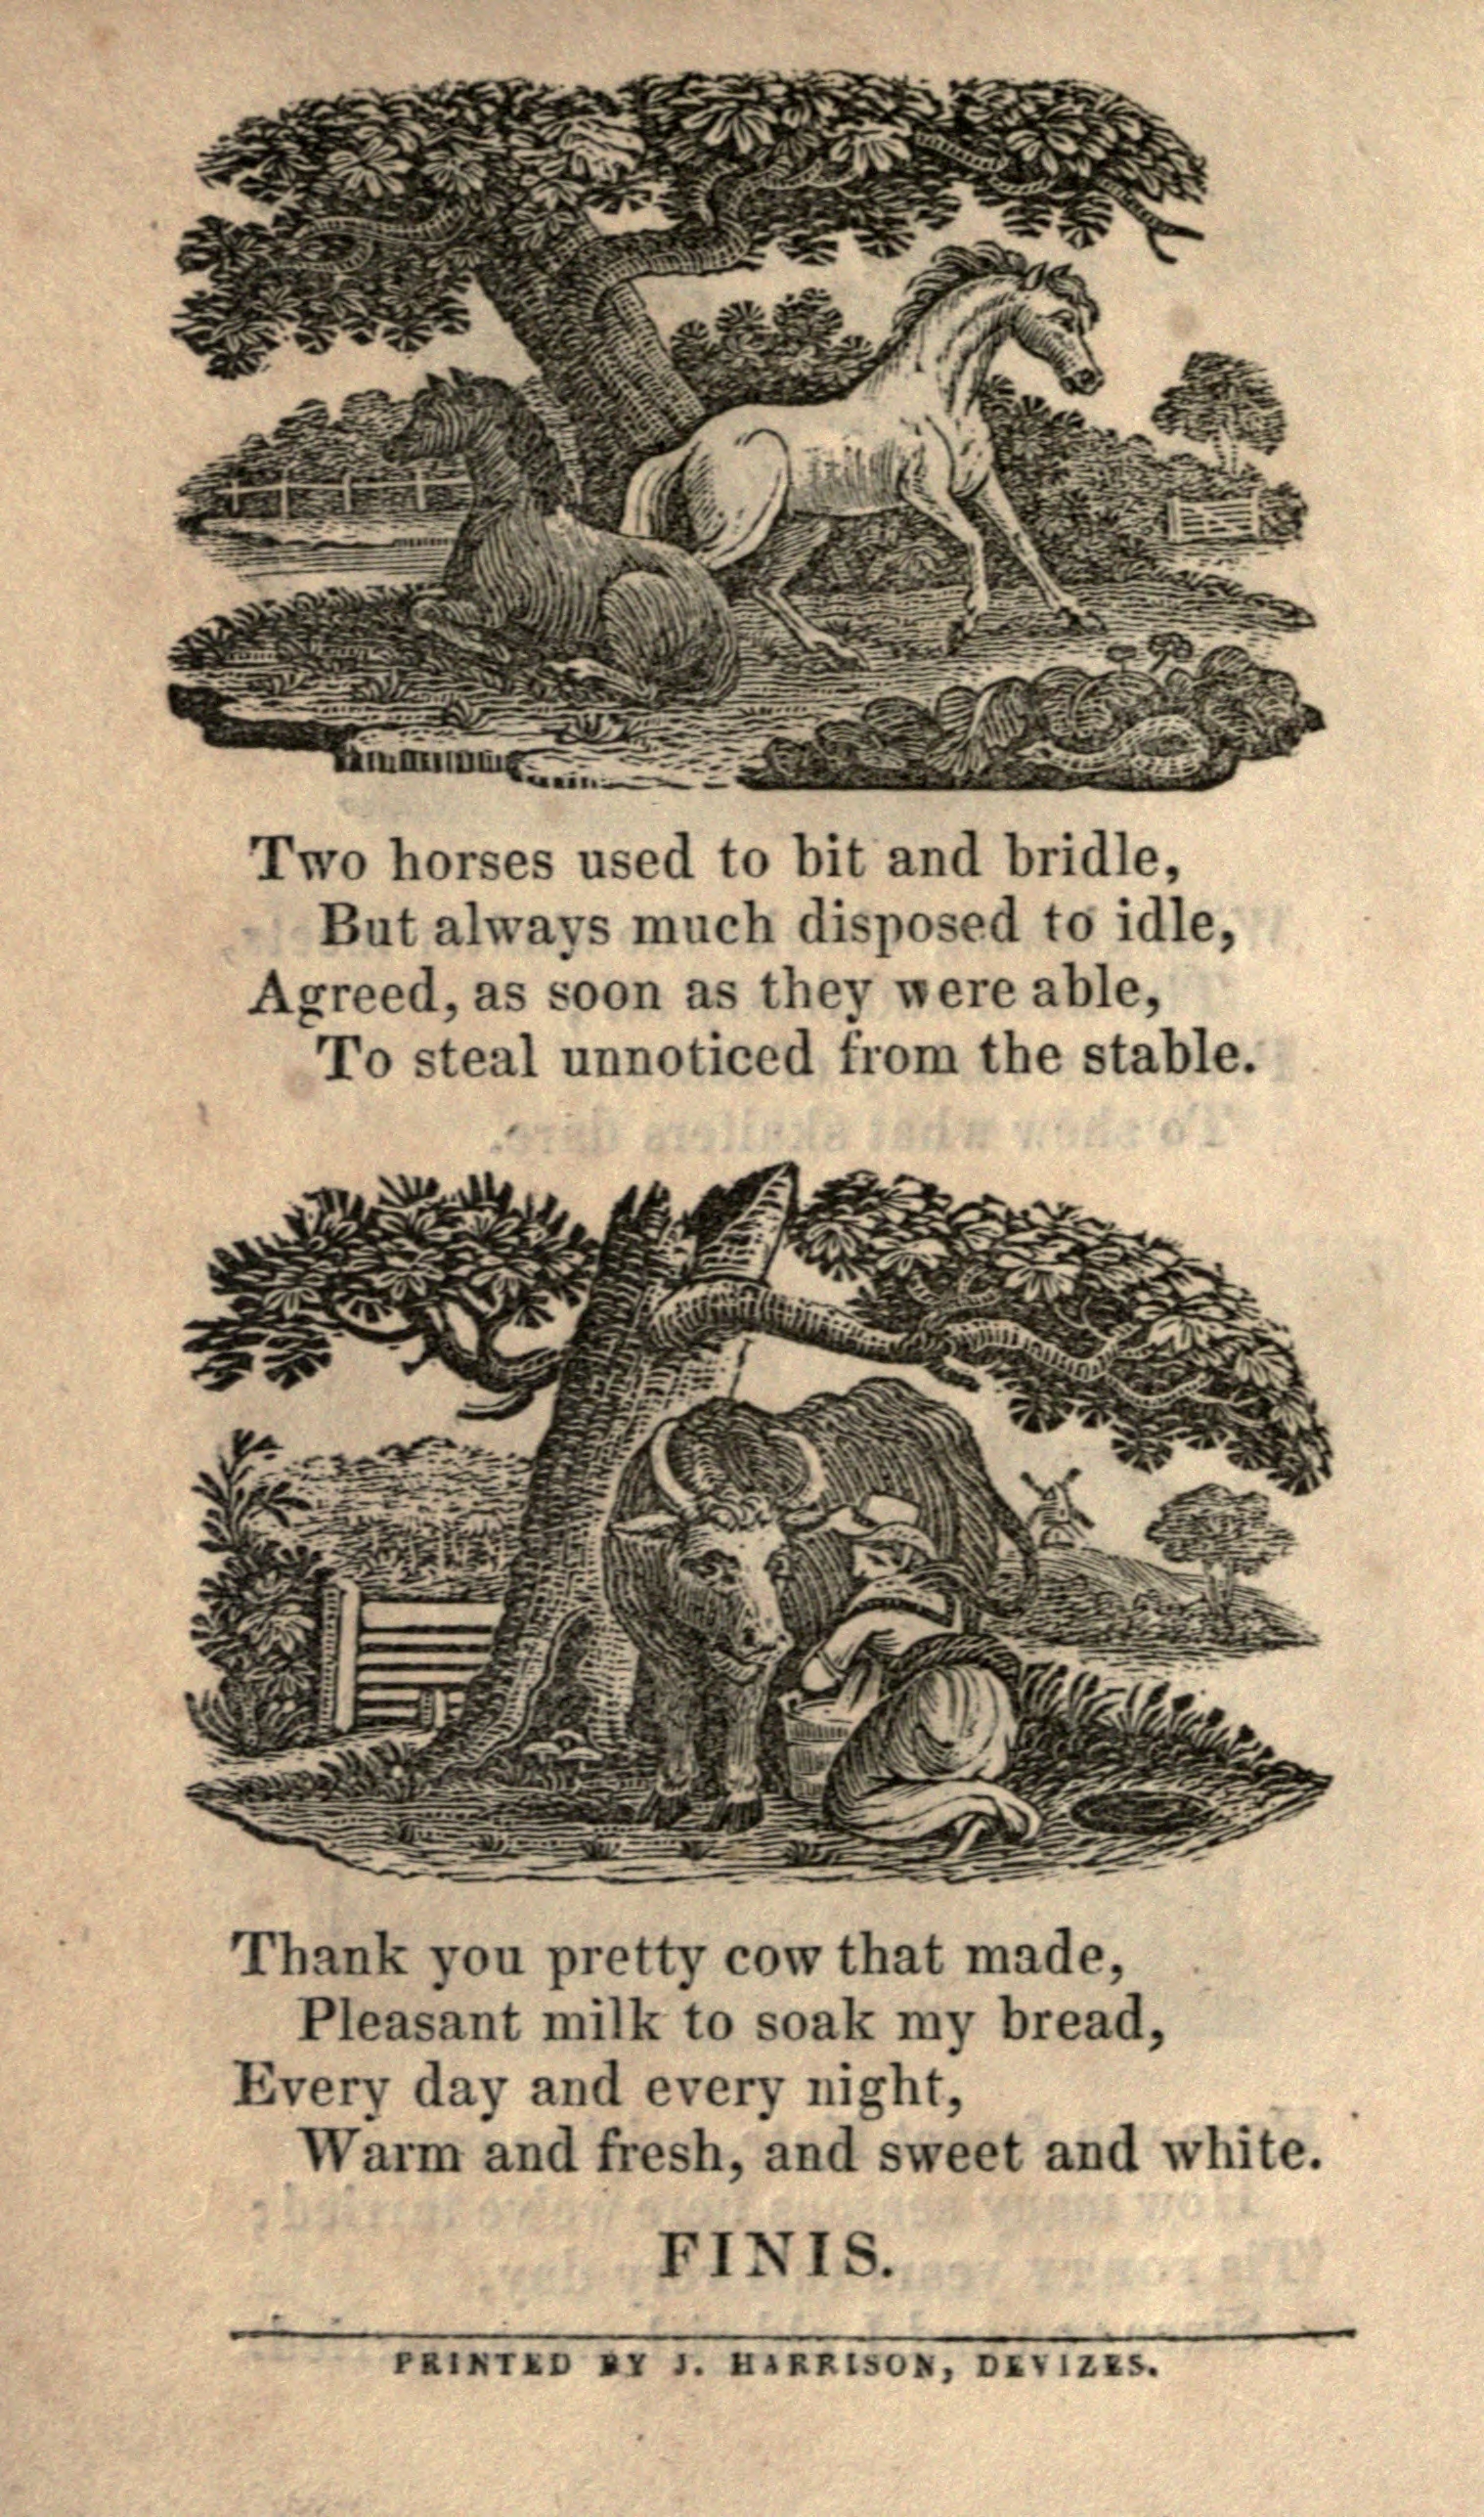 Two horses used to bit and bridle,
But always much disposed to idle,
Agreed, as soon as they were able,
To steal unnoticed from the stable.
Thank you pretty cow that made,
Pleasant milk to soak my bread,
Every day and every night,
Warm and fresh, and sweet and white.
FINIS.
PRINTED BY J. HARRISON, DEVIZES.